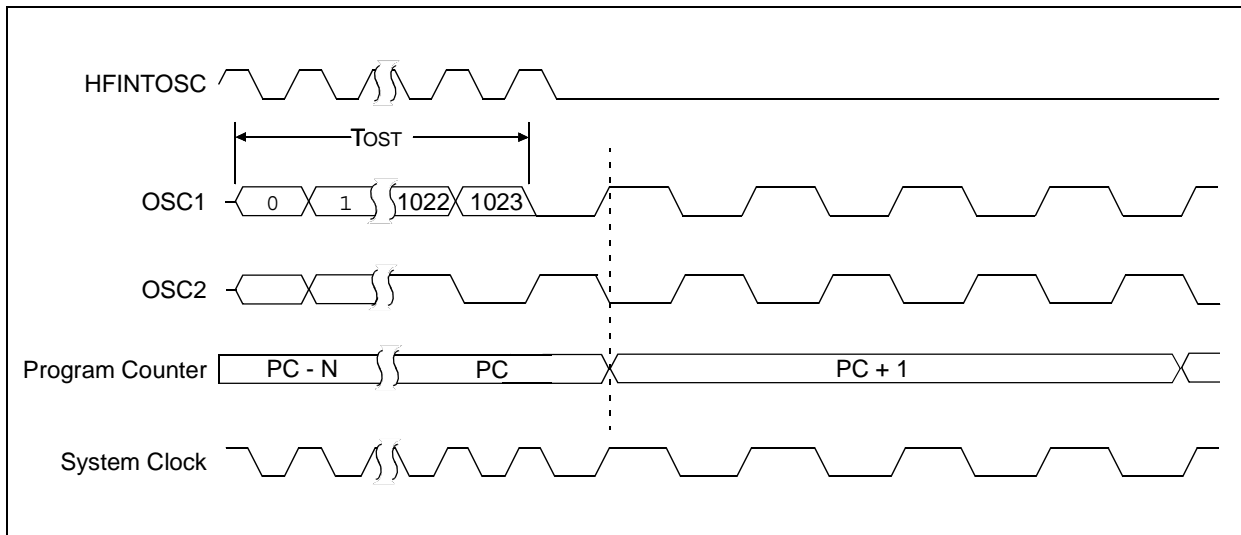 HFINTOSC
TOST
OSC1
0 1 1022 1023
OSC2
Program Counter
PC - N PC PC + 1
System Clock